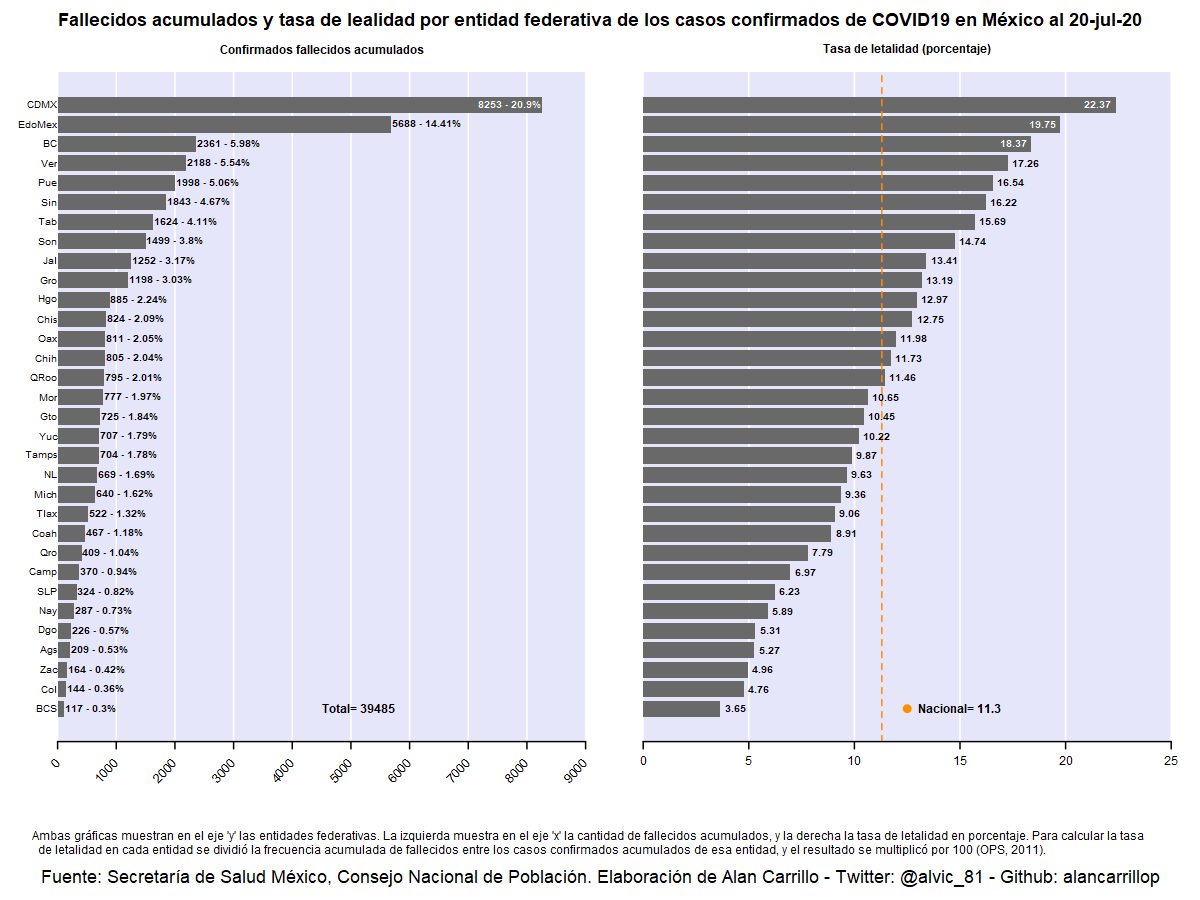 Fallecidos acumulados y tasa de lealidad por entidad federativa de los casos confirmados de COVID19 en México al 20-jul-20
Confirmados fallecidos acumulados
CDMX 8253 - 20.9%
EdoMex 5688 - 14.41%
BC 2361 - 5.98%
Ver 2188 - 5.54%
Pue 1998 - 5.06%
Sin 1843 - 4.67%
Tab 1624 - 4.11%
Son 1499 - 3.8%
Jal 1252 - 3.17%
Gro 1198 - 3.03%
Hgo 885 - 2.24%
Chis 824 - 2.09%
Oax 811 - 2.05%
Chih 805 - 2.04%
QRoo 795 - 2.01%
Mor 777 - 1.97%
Gto 725 - 1.84%
Yuc 707 - 1.79%
Tamps 704 - 1.78%
NL 669 - 1.69%
Mich 640 - 1.62%
Tlax 522 - 1.32%
Coah 467 - 1.18%
Qro 409 - 1.04%
Camp 370 - 0.94%
SLP 324 - 0.82%
Nay 287 - 0.73%
Dgo 226 - 0.57%
Ags 209 - 0.53%
Zac 164 - 0.42%
Col 144 - 0.36%
BCS 117 - 0.3%
Total= 39485
0 1000 2000 3000 4000 5000 6000 7000 8000 9000
Tasa de letalidad (porcentaje)
22.37
19.75
18.37
17.26
16.54
16.22
15.69
14.74
13.41
13.19
12.97
12.75
11.98
11.73
11.46
10.65
10.45
10.22
9.87
9.63
9.36
9.06
8.91
7.79
6.97
6.23
5.89
5.31
5.27
4.96
4.76
3.65
Nacional= 11.3
0 5 10 15 20 25
Ambas gráficas muestran en el eje 'y' las entidades federativas. La izquierda muestra en el eje 'x' la cantidad de fallecidos acumulados, y la derecha la tasa de letalidad en porcentaje. Para calcular la tasa
de letalidad en cada entidad se dividió la frecuencia acumulada de fallecidos entre los casos confirmados acumulados de esa entidad, y el resultado se multiplicó por 100 (OPS, 2011).
Fuente: Secretaría de Salud México, Consejo Nacional de Población. Elaboración de Alan Carrillo - Twitter: @alvic_81 - Github: alancarrillop